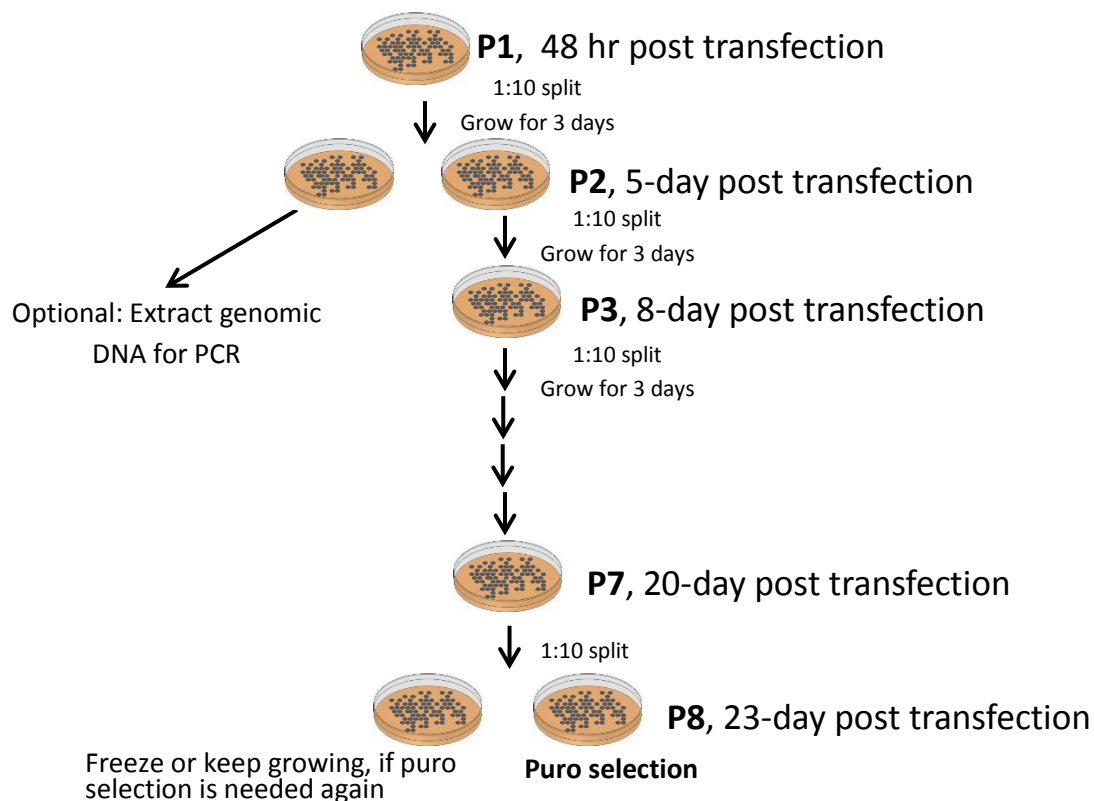 P1, 48 hr post transfection
1:10 split
Grow for 3 days
P2, 5-day post transfection
1:10 split
Grow for 3 days
Optional: Extract genomic
DNA for PCR
P3, 8-day post transfection
1:10 split
Grow for 3 days
P7, 20-day post transfection
1:10 split
P8, 23-day post transfection
Freeze or keep growing, if puro
selection is needed again
Puro selection